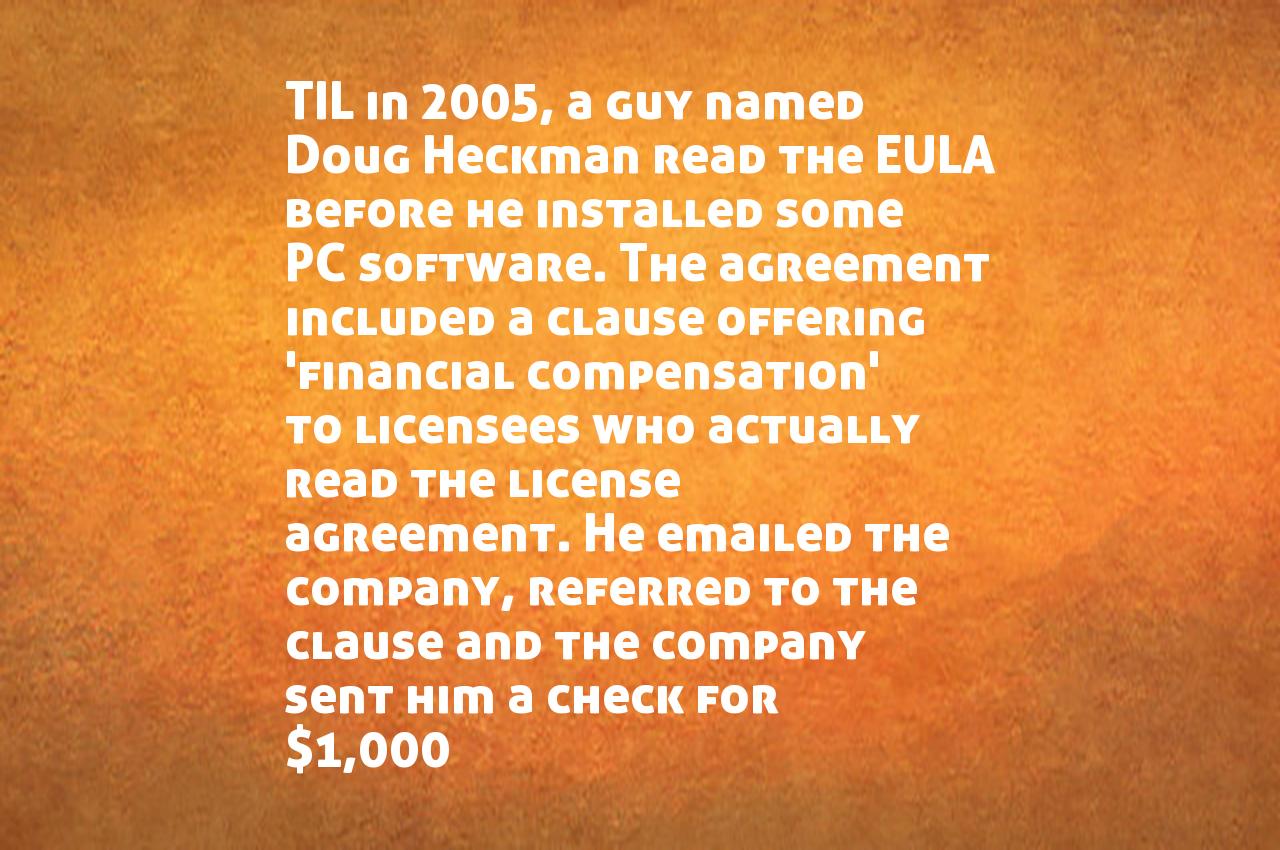 TIL in 2005, a guy named
Doug Heckman read the EULA
before he installed some
PC software. The agreement
included a clause offering
'financial compensation'
to licensees who actually
read the license
agreement. He emailed the
company, referred to the
clause and the company
sent him a check for
$1,000